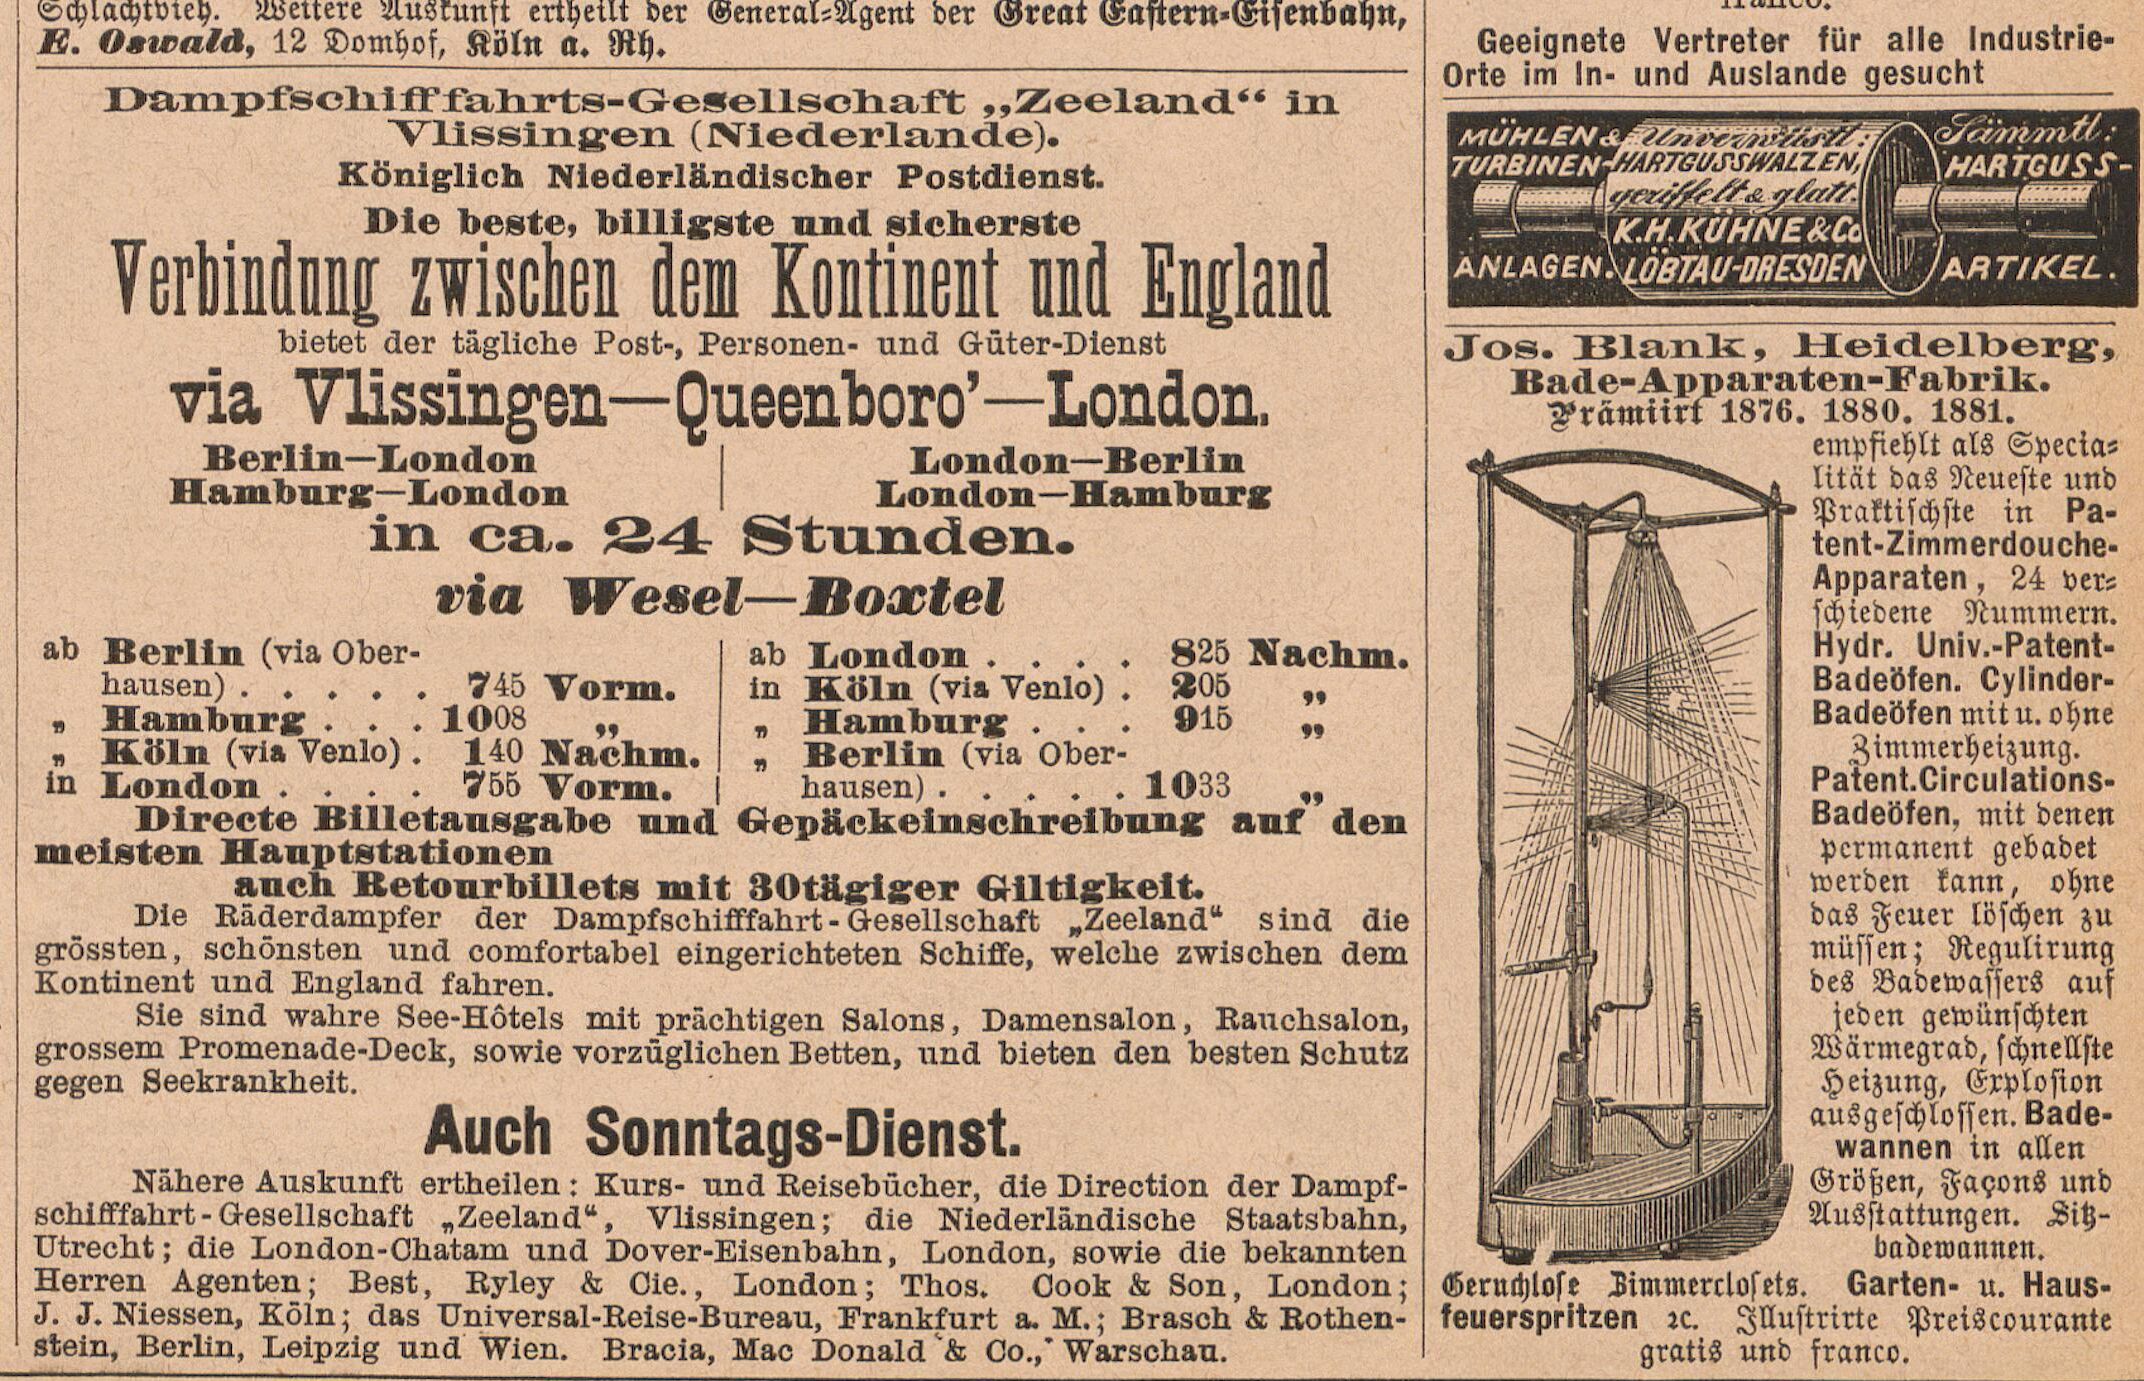 Schlachtvieh. Weitere Auskunft ertheilt der General-Agent der Great Eastern-Eisenbahn,
E. Oswald, 12 Domhof, Köln a. Rh.
Dampfschifffahrts-Gesellschaft „Zeeland“ in
Vlissingen (Niederlande).
Königlich Niederländischer Postdienst.
Die beste, billigste und sicherste
Verbindung zwischen dem Kontinent und England
bietet der tägliche Post-, Personen- und Güter-Dienst
via Vlissingen—Queenboro’—London.
Berlin—London
Hamburg—London
London—Berlin
London—Hamburg
in ca. 24 Stunden.
via Wesel—Boxtel
ab Berlin (via Ober-
hausen) . . . . . 745 Vorm.
„ Hamburg . . . 1008 „
„ Köln (via Venlo) . 140 Nachm.
in London . . . . 755 Vorm.
ab London . . . . 825 Nachm.
in Köln (via Venlo) . 205 „
„ Hamburg . . . 915 „
„ Berlin (via Ober-
hausen) . . . . . 1033 „
Directe Billetausgabe und Gepäckeinschreibung auf den
meisten Hauptstationen
auch Retourbillets mit 30tägiger Giltigkeit.
Die Räderdampfer der Dampfschifffahrt-Gesellschaft „Zeeland“ sind die
grössten, schönsten und comfortabel eingerichteten Schiffe, welche zwischen dem
Kontinent und England fahren.
Sie sind wahre See-Hôtels mit prächtigen Salons, Damensalon, Rauchsalon,
grossem Promenade-Deck, sowie vorzüglichen Betten, und bieten den besten Schutz
gegen Seekrankheit.
Auch Sonntags-Dienst.
Nähere Auskunft ertheilen: Kurs- und Reisebücher, die Direction der Dampf-
schifffahrt-Gesellschaft „Zeeland“, Vlissingen; die Niederländische Staatsbahn,
Utrecht; die London-Chatam und Dover-Eisenbahn, London, sowie die bekannten
Herren Agenten; Best, Ryley & Cie., London; Thos. Cook & Son, London;
J. J. Niessen, Köln; das Universal-Reise-Bureau, Frankfurt a. M.; Brasch & Rothen-
stein, Berlin, Leipzig und Wien. Bracia, Mac Donald & Co., Warschau.
franco.
Geeignete Vertreter für alle Industrie-
Orte im In- und Auslande gesucht
MÜHLEN &
TURBINEN-
ANLAGEN.
Unverwüstl:
HARTGUSSWALZEN,
geriffelt & glatt.
K.H. KÜHNE & Co
LÖBTAU-DRESDEN
Sämmtl:
HARTGUSS-
ARTIKEL.
Jos. Blank, Heidelberg,
Bade-Apparaten-Fabrik.
Prämiirt 1876. 1880. 1881.
empfiehlt als Specia-
lität das Neueste und
Praktischste in Pa-
tent-Zimmerdouche-
Apparaten, 24 ver-
schiedene Nummern.
Hydr. Univ.-Patent-
Badeöfen. Cylinder-
Badeöfen mit u. ohne
Zimmerheizung.
Patent.Circulations-
Badeöfen, mit denen
permanent gebadet
werden kann, ohne
das Feuer löschen zu
müssen; Regulirung
des Badewassers auf
jeden gewünschten
Wärmegrad, schnellste
Heizung, Explosion
ausgeschlossen. Bade-
wannen in allen
Größen, Façons und
Ausstattungen. Sitz-
badewannen.
Geruchlose Zimmerclosets. Garten- u. Haus-
feuerspritzen ꝛc. Illustrirte Preiscourante
gratis und franco.